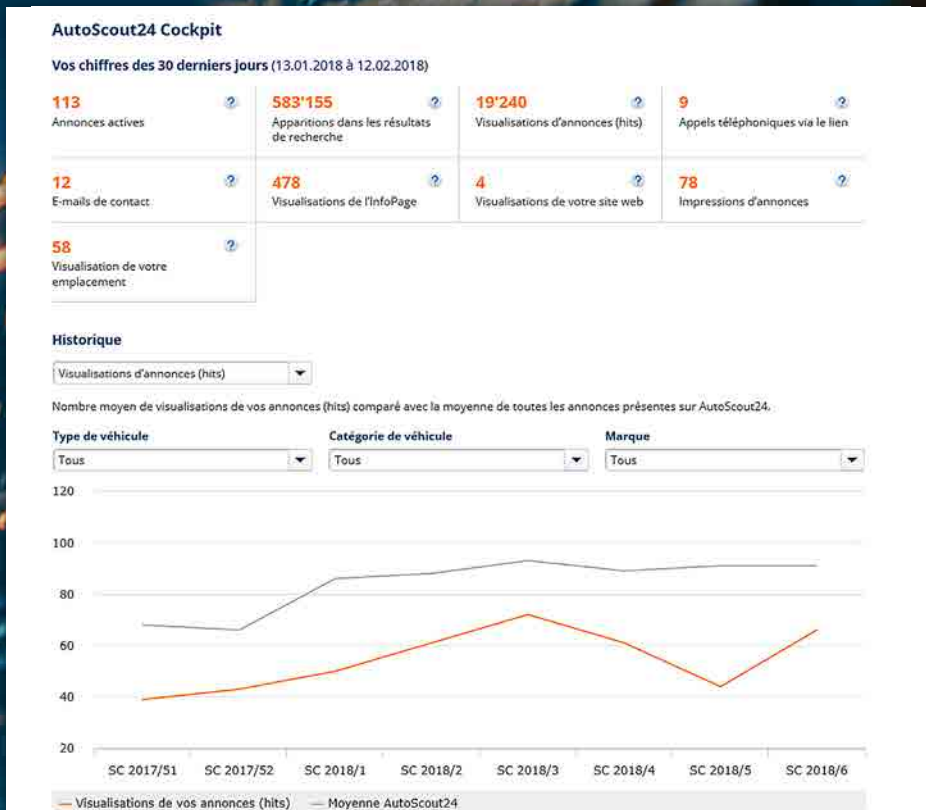 AutoScout24 Cockpit
Vos chiffres des 30 derniers jours (13.01.2018 à 12.02.2018)
113 ? 583'155 ? 19'240 ? 9 ?
Annonces actives Apparitions dans les résultats Visualisations d'annonces (hits) Appels téléphoniques via le lien
de recherche
12 ? 478 ? 4 ? 78 ?
E-mails de contact Visualisations de l'InfoPage Visualisations de votre site web Impressions d'annonces
58 ?
Visualisation de votre
emplacement
Historique
Visualisations d'annonces (hits)
Nombre moyen de visualisations de vos annonces (hits) comparé avec la moyenne de toutes les annonces présentes sur AutoScout24.
Type de véhicule Catégorie de véhicule Marque
Tous Tous Tous
120
100
80
60
40
20
SC 2017/51 SC 2017/52 SC 2018/1 SC 2018/2 SC 2018/3 SC 2018/4 SC 2018/5 SC 2018/6
Visualisations de vos annonces (hits) Moyenne AutoScout24